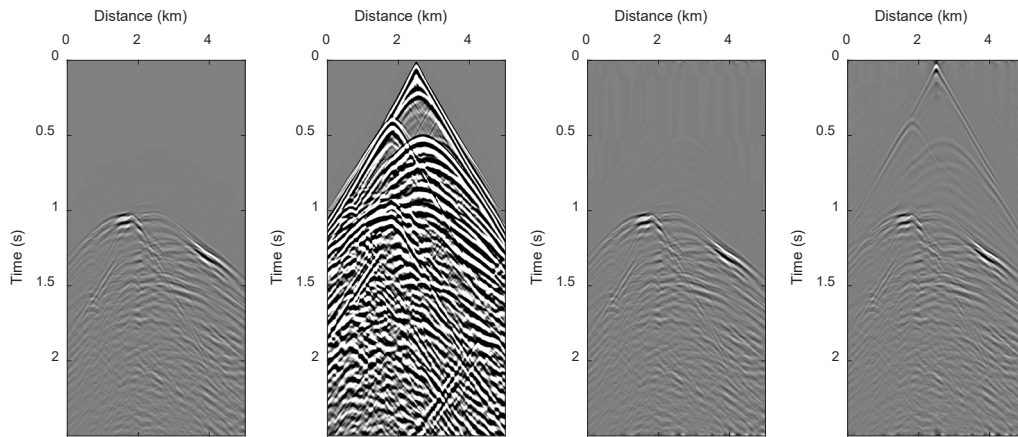 Distance (km) Distance (km) Distance (km) Distance (km)
0 2 4 0 2 4 0 2 4 0 2 4
0 0 0 0
0.5 0.5 0.5 0.5
1 1 1 1
1.5 1.5 1.5 1.5
2 2 2 2
Time (s) Time (s) Time (s) Time (s)